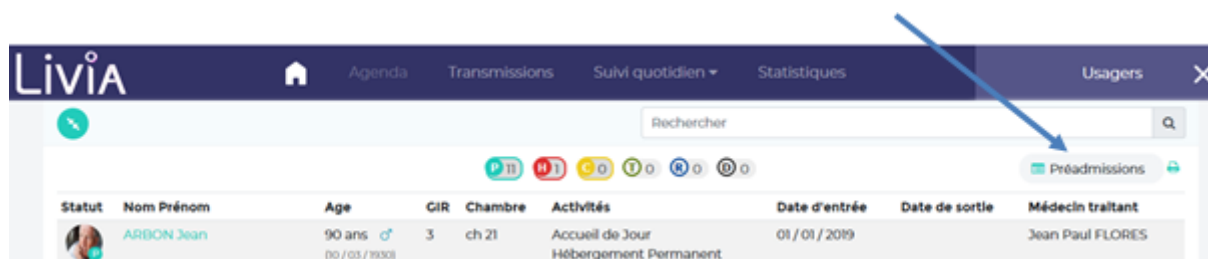 Livia Agenda Transmissions Suivi quotidien Statistiques Usagers
Rechercher
P 11 H 1 C 0 T 0 R 0 D 0 Préadmissions
Statut Nom Prénom Age GIR Chambre Activités Date d'entrée Date de sortie Médecin traitant
P ARBON Jean 90 ans 3 ch 21 Accueil de Jour 01/01/2019 Jean Paul FLORES
(10/03/1930) Hébergement Permanent